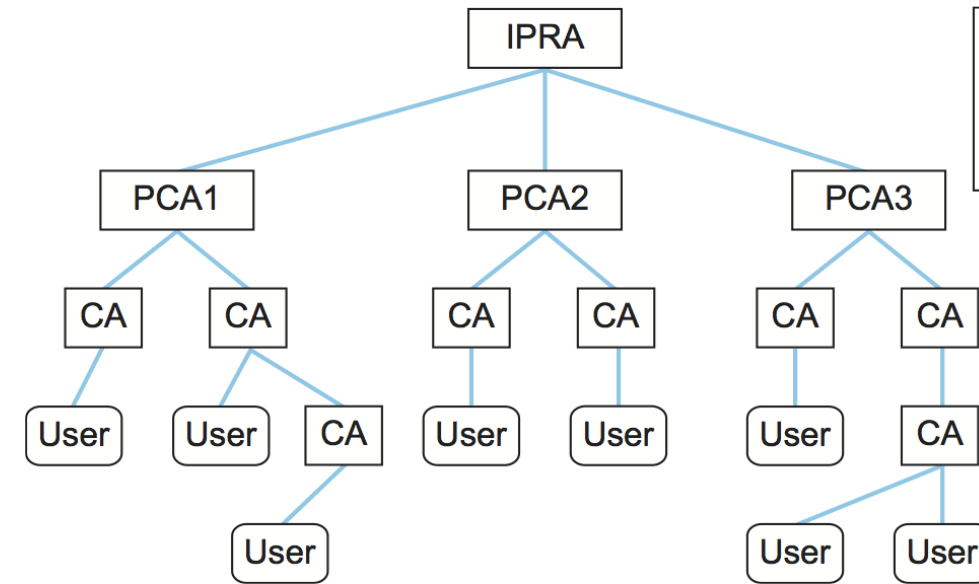 IPRA
PCA1 PCA2 PCA3
CA CA CA CA CA CA
User User CA User User User CA
User User User